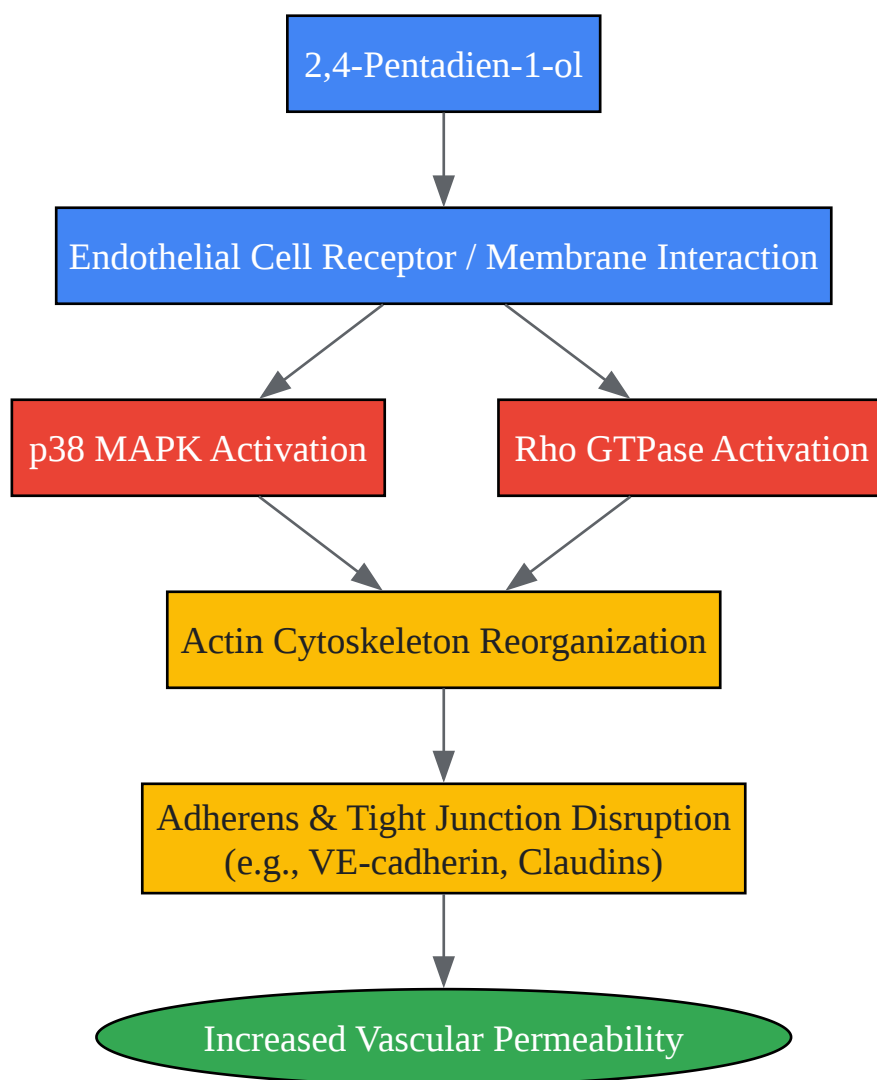 2,4-Pentadien-1-ol
Endothelial Cell Receptor / Membrane Interaction
p38 MAPK Activation
Rho GTPase Activation
Actin Cytoskeleton Reorganization
Adherens & Tight Junction Disruption
(e.g., VE-cadherin, Claudins)
Increased Vascular Permeability